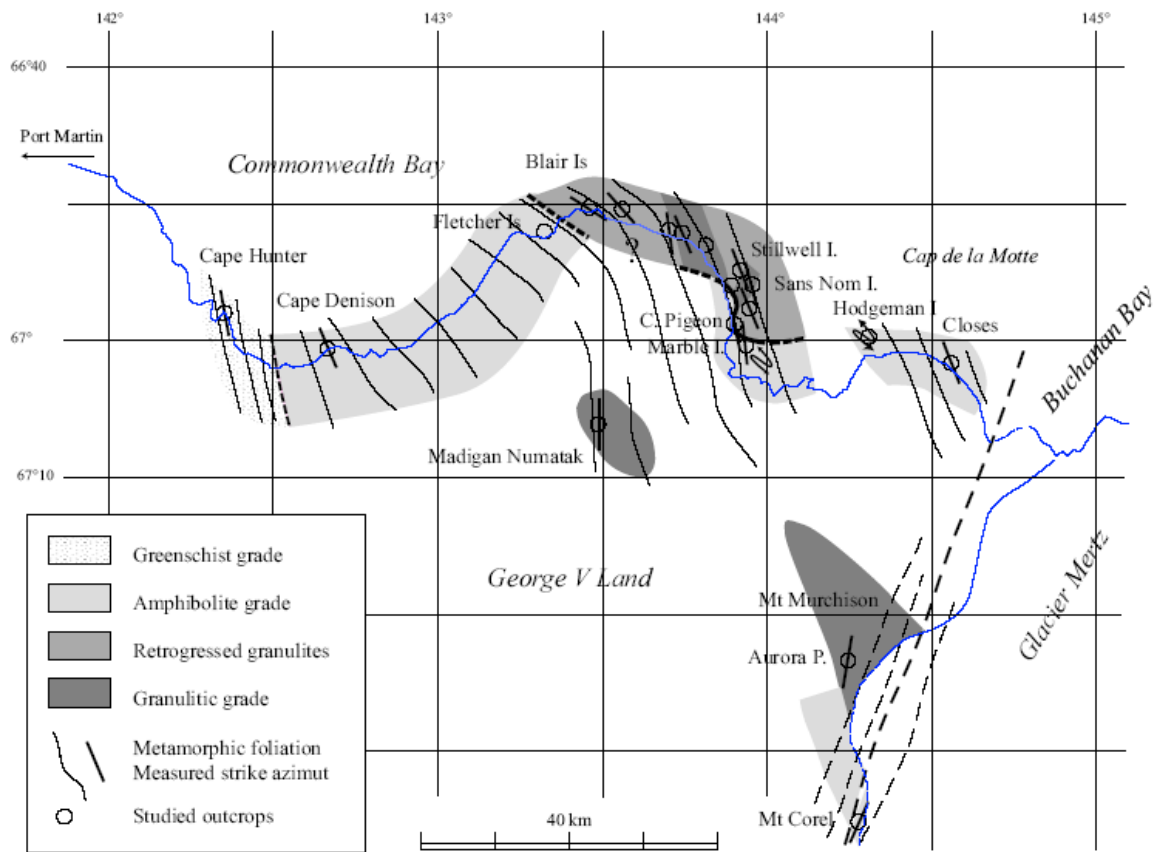 142°
143°
144°
145°
66°40
Port Martin
Commonwealth Bay
Blair Is
Fletcher Is
Stillwell I.
Cape Hunter
Cap de la Motte
Sans Nom I.
Cape Denison
Hodgeman I
C. Pigeon
Closes
67°
Marble I.
?
Buchanan Bay
Madigan Numatak
67°10
George V Land
Glacier Mertz
Mt Murchison
Aurora P.
Mt Corel
40 km
Greenschist grade
Amphibolite grade
Retrogressed granulites
Granulitic grade
Metamorphic foliation
Measured strike azimut
Studied outcrops